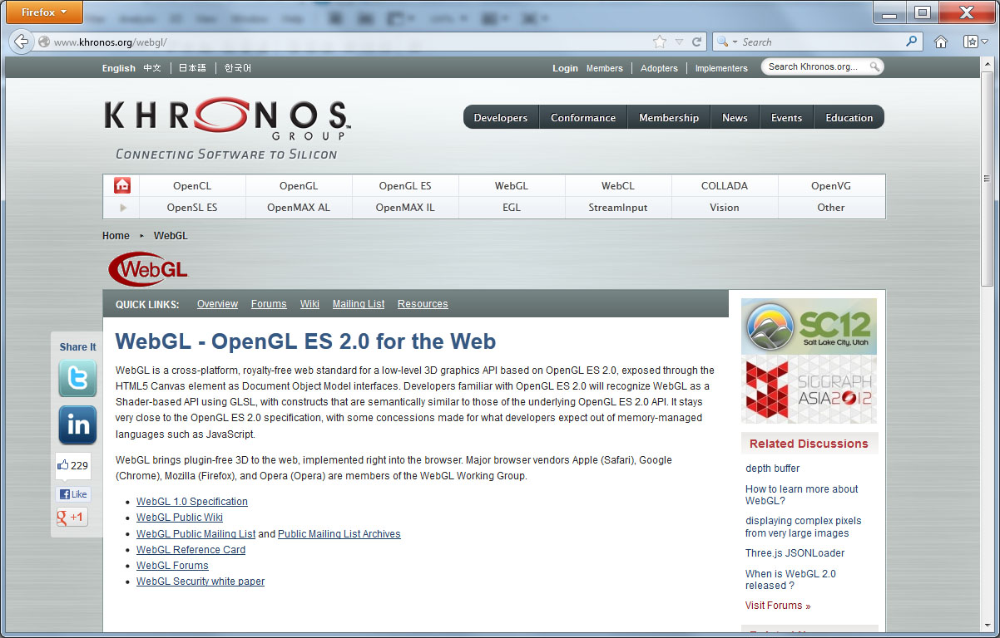 Firefox
www.khronos.org/webgl/
Search
English 中文 日本語 한국어
Login Members Adopters Implementers Search Khronos.org...
KHRONOS™
GROUP
CONNECTING SOFTWARE TO SILICON
Developers Conformance Membership News Events Education
OpenCL OpenGL OpenGL ES WebGL WebCL COLLADA OpenVG
OpenSL ES OpenMAX AL OpenMAX IL EGL StreamInput Vision Other
Home ▸ WebGL
WebGL
QUICK LINKS: Overview Forums Wiki Mailing List Resources
Share It
229
Like
+1
WebGL - OpenGL ES 2.0 for the Web
WebGL is a cross-platform, royalty-free web standard for a low-level 3D graphics API based on OpenGL ES 2.0, exposed through the
HTML5 Canvas element as Document Object Model interfaces. Developers familiar with OpenGL ES 2.0 will recognize WebGL as a
Shader-based API using GLSL, with constructs that are semantically similar to those of the underlying OpenGL ES 2.0 API. It stays
very close to the OpenGL ES 2.0 specification, with some concessions made for what developers expect out of memory-managed
languages such as JavaScript.
WebGL brings plugin-free 3D to the web, implemented right into the browser. Major browser vendors Apple (Safari), Google
(Chrome), Mozilla (Firefox), and Opera (Opera) are members of the WebGL Working Group.
• WebGL 1.0 Specification
• WebGL Public Wiki
• WebGL Public Mailing List and Public Mailing List Archives
• WebGL Reference Card
• WebGL Forums
• WebGL Security white paper
SC12
Salt Lake City, Utah
SIGGRAPH
ASIA2012
Related Discussions
depth buffer
How to learn more about
WebGL?
displaying complex pixels
from very large images
Three.js JSONLoader
When is WebGL 2.0
released ?
Visit Forums »